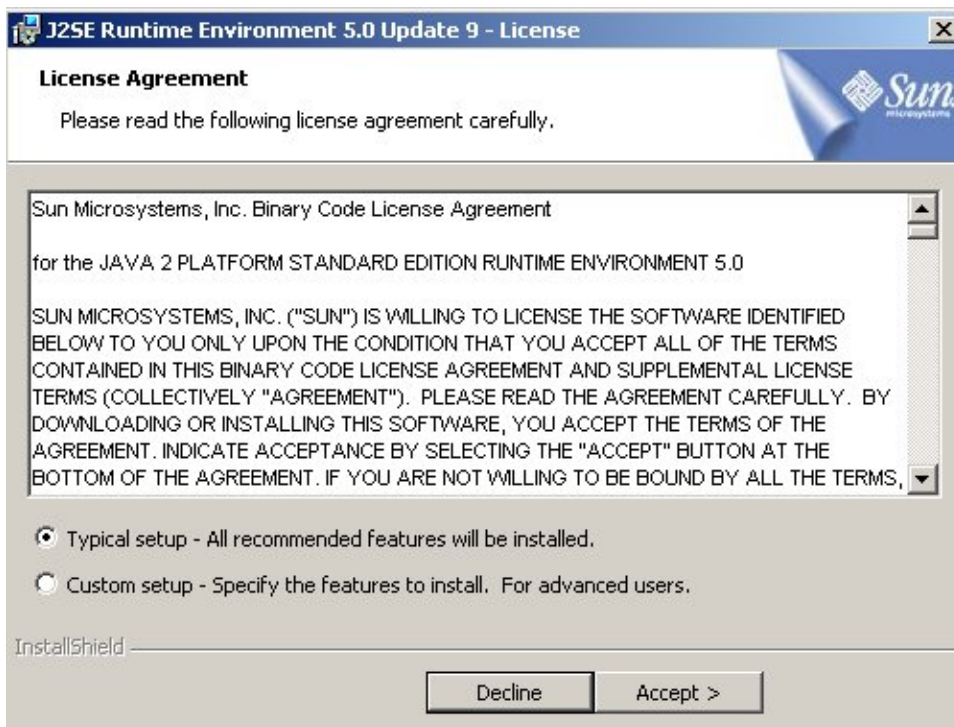 J2SE Runtime Environment 5.0 Update 9 - License
License Agreement
Please read the following license agreement carefully.
Sun
microsystems
Sun Microsystems, Inc. Binary Code License Agreement
for the JAVA 2 PLATFORM STANDARD EDITION RUNTIME ENVIRONMENT 5.0
SUN MICROSYSTEMS, INC. ("SUN") IS WILLING TO LICENSE THE SOFTWARE IDENTIFIED
BELOW TO YOU ONLY UPON THE CONDITION THAT YOU ACCEPT ALL OF THE TERMS
CONTAINED IN THIS BINARY CODE LICENSE AGREEMENT AND SUPPLEMENTAL LICENSE
TERMS (COLLECTIVELY "AGREEMENT").  PLEASE READ THE AGREEMENT CAREFULLY.  BY
DOWNLOADING OR INSTALLING THIS SOFTWARE, YOU ACCEPT THE TERMS OF THE
AGREEMENT. INDICATE ACCEPTANCE BY SELECTING THE "ACCEPT" BUTTON AT THE
BOTTOM OF THE AGREEMENT. IF YOU ARE NOT WILLING TO BE BOUND BY ALL THE TERMS,
Typical setup - All recommended features will be installed.
Custom setup - Specify the features to install.  For advanced users.
InstallShield
Decline
Accept >